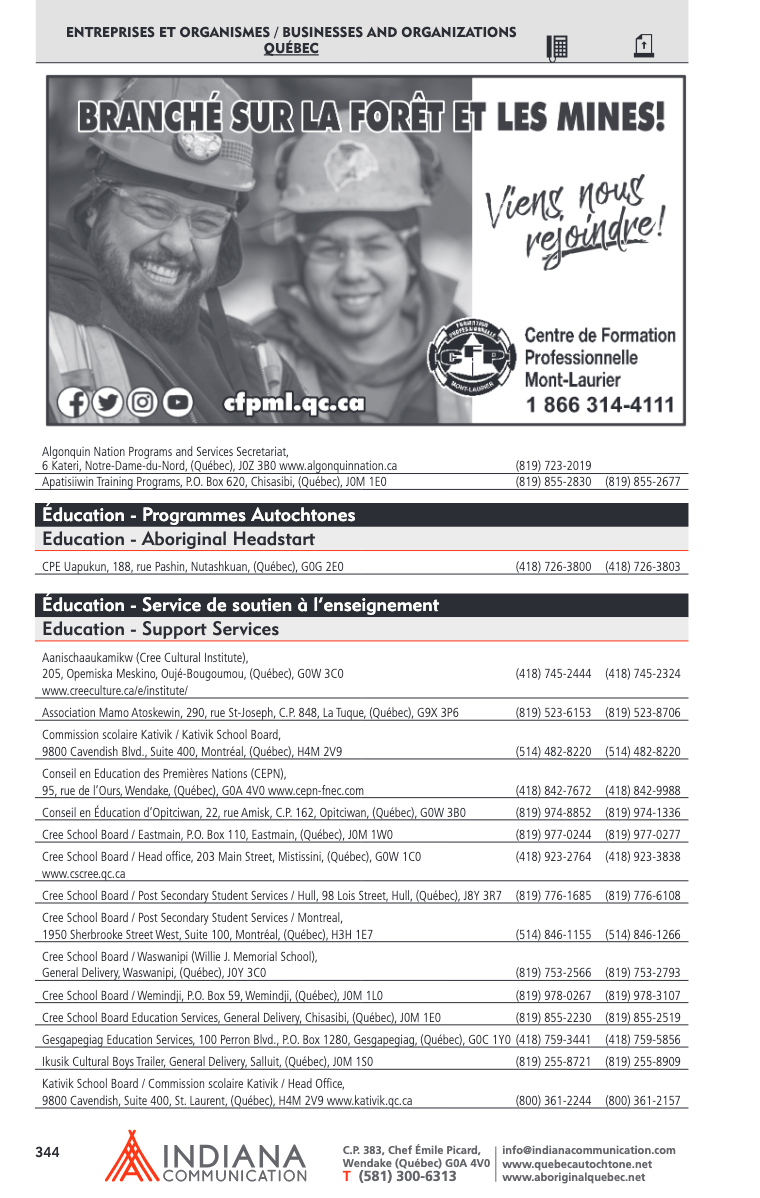 ENTREPRISES ET ORGANISMES / BUSINESSES AND ORGANIZATIONS
QUÉBEC
BRANCHÉ SUR LA FORÊT ET LES MINES!
Viens nous
rejoindre!
FORMATION PROFESSIONNELLE
CFP
MONT-LAURIER
Centre de Formation
Professionnelle
Mont-Laurier
1 866 314-4111
cfpml.qc.ca
Algonquin Nation Programs and Services Secretariat,
6 Kateri, Notre-Dame-du-Nord, (Québec), J0Z 3B0 www.algonquinnation.ca (819) 723-2019
Apatisiiwin Training Programs, P.O. Box 620, Chisasibi, (Québec), J0M 1E0 (819) 855-2830 (819) 855-2677
Éducation - Programmes Autochtones
Education - Aboriginal Headstart
CPE Uapukun, 188, rue Pashin, Nutashkuan, (Québec), G0G 2E0 (418) 726-3800 (418) 726-3803
Éducation - Service de soutien à l’enseignement
Education - Support Services
Aanischaaukamikw (Cree Cultural Institute),
205, Opemiska Meskino, Oujé-Bougoumou, (Québec), G0W 3C0 (418) 745-2444 (418) 745-2324
www.creeculture.ca/e/institute/
Association Mamo Atoskewin, 290, rue St-Joseph, C.P. 848, La Tuque, (Québec), G9X 3P6 (819) 523-6153 (819) 523-8706
Commission scolaire Kativik / Kativik School Board,
9800 Cavendish Blvd., Suite 400, Montréal, (Québec), H4M 2V9 (514) 482-8220 (514) 482-8220
Conseil en Education des Premières Nations (CEPN),
95, rue de l’Ours, Wendake, (Québec), G0A 4V0 www.cepn-fnec.com (418) 842-7672 (418) 842-9988
Conseil en Éducation d’Opitciwan, 22, rue Amisk, C.P. 162, Opitciwan, (Québec), G0W 3B0 (819) 974-8852 (819) 974-1336
Cree School Board / Eastmain, P.O. Box 110, Eastmain, (Québec), J0M 1W0 (819) 977-0244 (819) 977-0277
Cree School Board / Head office, 203 Main Street, Mistissini, (Québec), G0W 1C0 (418) 923-2764 (418) 923-3838
www.cscree.qc.ca
Cree School Board / Post Secondary Student Services / Hull, 98 Lois Street, Hull, (Québec), J8Y 3R7 (819) 776-1685 (819) 776-6108
Cree School Board / Post Secondary Student Services / Montreal,
1950 Sherbrooke Street West, Suite 100, Montréal, (Québec), H3H 1E7 (514) 846-1155 (514) 846-1266
Cree School Board / Waswanipi (Willie J. Memorial School),
General Delivery, Waswanipi, (Québec), J0Y 3C0 (819) 753-2566 (819) 753-2793
Cree School Board / Wemindji, P.O. Box 59, Wemindji, (Québec), J0M 1L0 (819) 978-0267 (819) 978-3107
Cree School Board Education Services, General Delivery, Chisasibi, (Québec), J0M 1E0 (819) 855-2230 (819) 855-2519
Gesgapegiag Education Services, 100 Perron Blvd., P.O. Box 1280, Gesgapegiag, (Québec), G0C 1Y0 (418) 759-3441 (418) 759-5856
Ikusik Cultural Boys Trailer, General Delivery, Salluit, (Québec), J0M 1S0 (819) 255-8721 (819) 255-8909
Kativik School Board / Commission scolaire Kativik / Head Office,
9800 Cavendish, Suite 400, St. Laurent, (Québec), H4M 2V9 www.kativik.qc.ca (800) 361-2244 (800) 361-2157
344
INDIANA
COMMUNICATION
C.P. 383, Chef Émile Picard,
Wendake (Québec) G0A 4V0
T (581) 300-6313
info@indianacommunication.com
www.quebecautochtone.net
www.aboriginalquebec.net